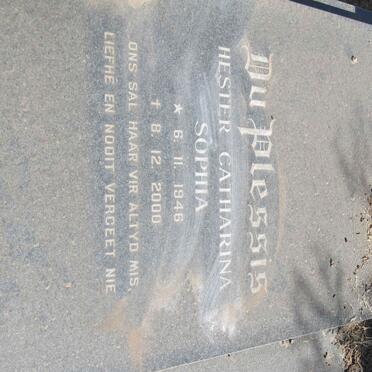 Du Plessis
HESTER CATHARINA
SOPHIA
★ 6. 11. 1946
✝ 8. 12. 2000
ONS SAL HAAR VIR ALTYD MIS,
LIEFHÊ EN NOOIT VERGEET NIE